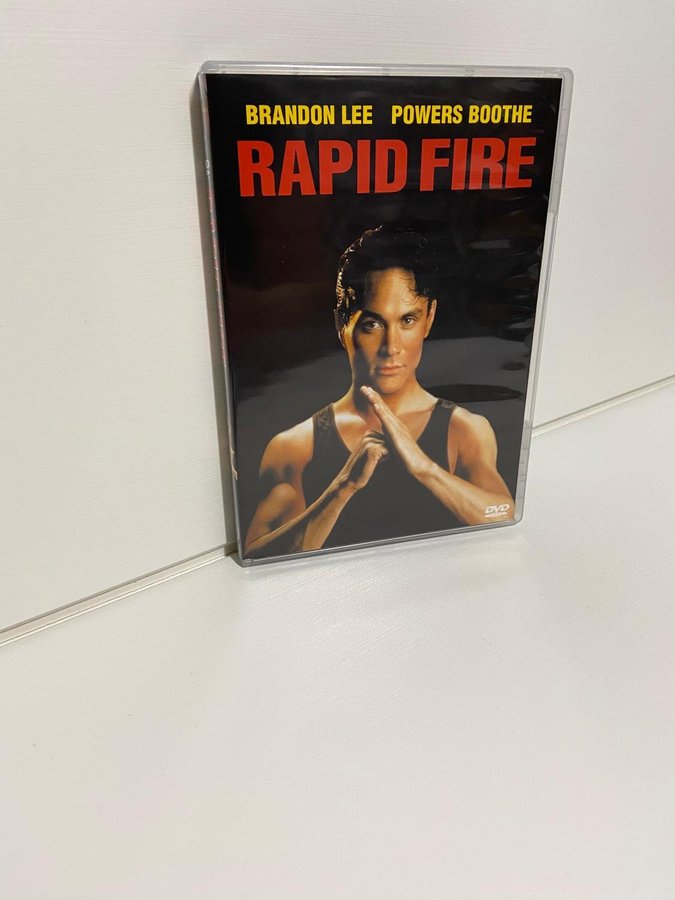 BRANDON LEE POWERS BOOTHE
RAPID FIRE
DVD